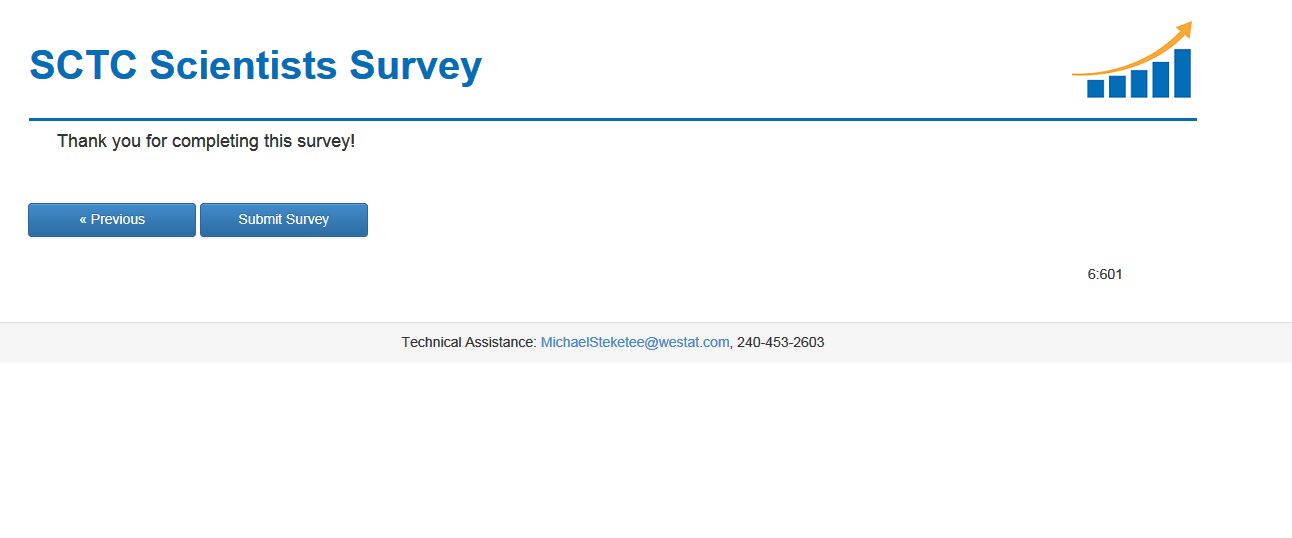 SCTC Scientists Survey
Thank you for completing this survey!
« Previous
Submit Survey
6:601
Technical Assistance: MichaelSteketee@westat.com, 240-453-2603